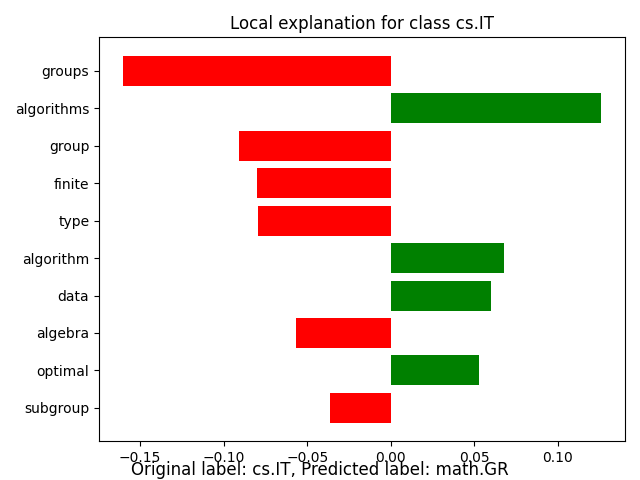 Local explanation for class cs.IT
groups
algorithms
group
finite
type
algorithm
data
algebra
optimal
subgroup
−0.15 −0.10 −0.05 0.00 0.05 0.10
Original label: cs.IT, Predicted label: math.GR